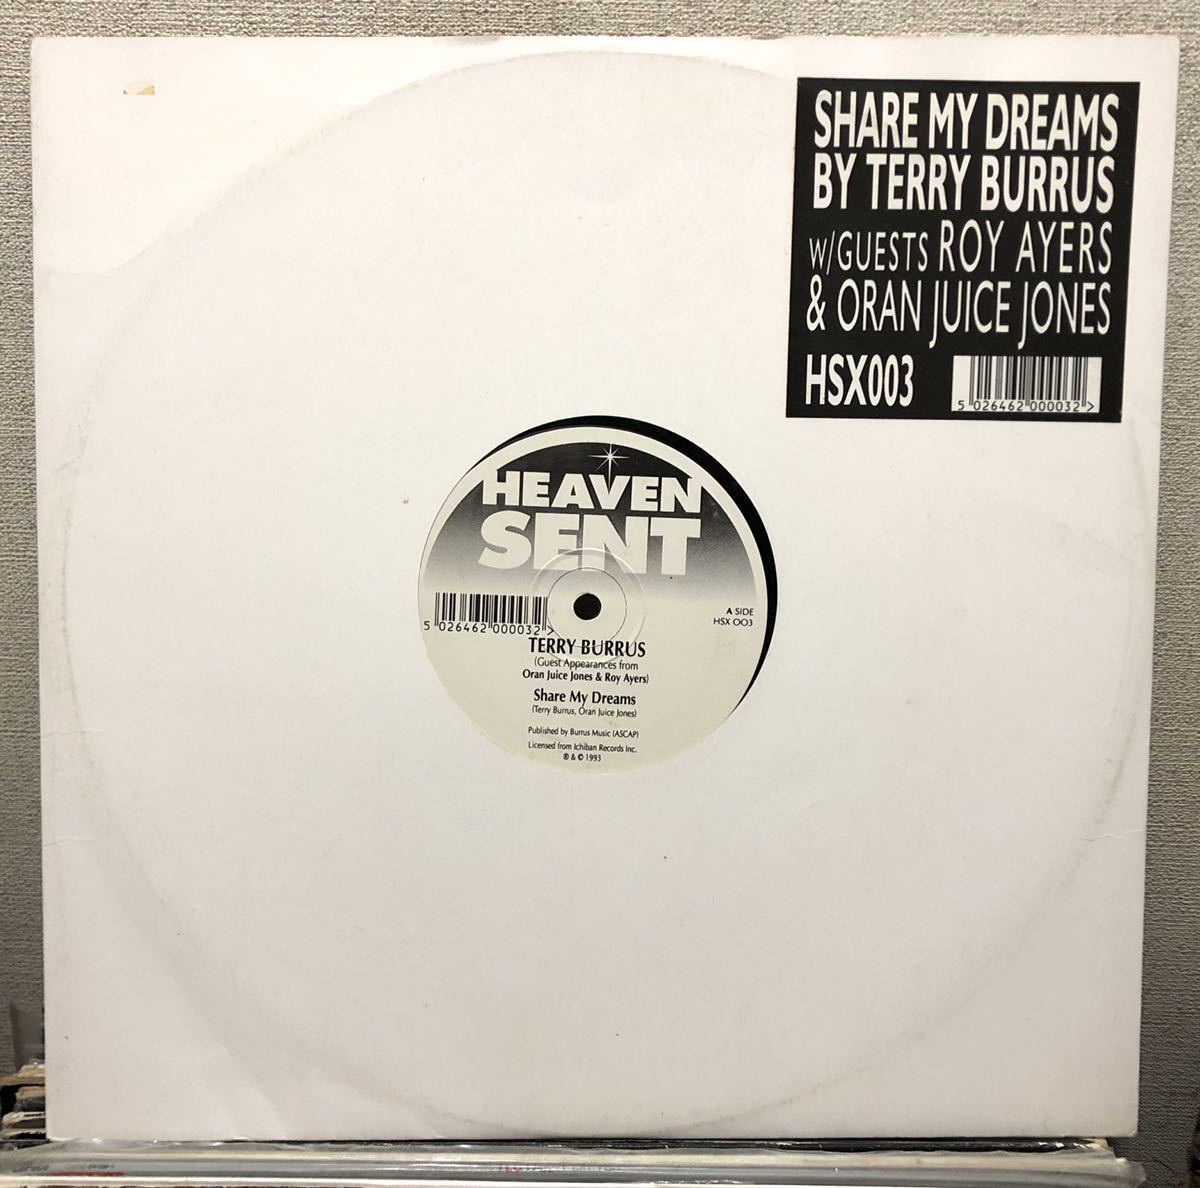 SHARE MY DREAMS
BY TERRY BURRUS
W/GUESTS ROY AYERS
& ORAN JUICE JONES
HSX003
5 026462 000032 >
HEAVEN
SENT
5 026462 000032 >
A SIDE
HSX 003
TERRY BURRUS
(Guest Appearances from
Oran Juice Jones & Roy Ayers)
Share My Dreams
(Terry Burrus, Oran Juice Jones)
Published by Burrus Music (ASCAP)
Licensed from Ichiban Records Inc.
℗ & © 1993